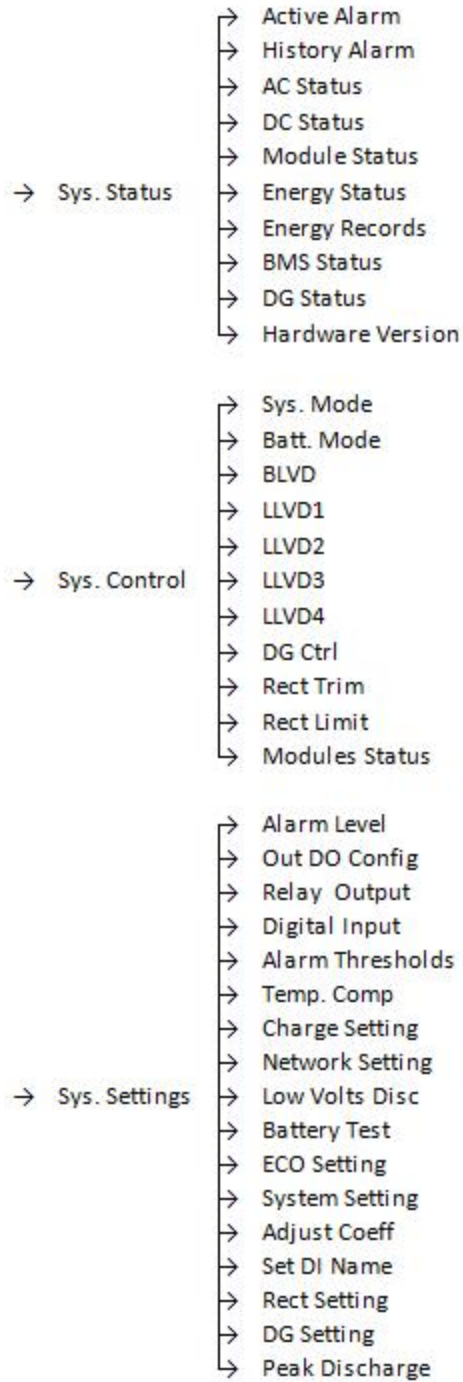 Sys. Status
Active Alarm
History Alarm
AC Status
DC Status
Module Status
Energy Status
Energy Records
BMS Status
DG Status
Hardware Version
Sys. Control
Sys. Mode
Batt. Mode
BLVD
LLVD1
LLVD2
LLVD3
LLVD4
DG Ctrl
Rect Trim
Rect Limit
Modules Status
Sys. Settings
Alarm Level
Out DO Config
Relay Output
Digital Input
Alarm Thresholds
Temp. Comp
Charge Setting
Network Setting
Low Volts Disc
Battery Test
ECO Setting
System Setting
Adjust Coeff
Set DI Name
Rect Setting
DG Setting
Peak Discharge